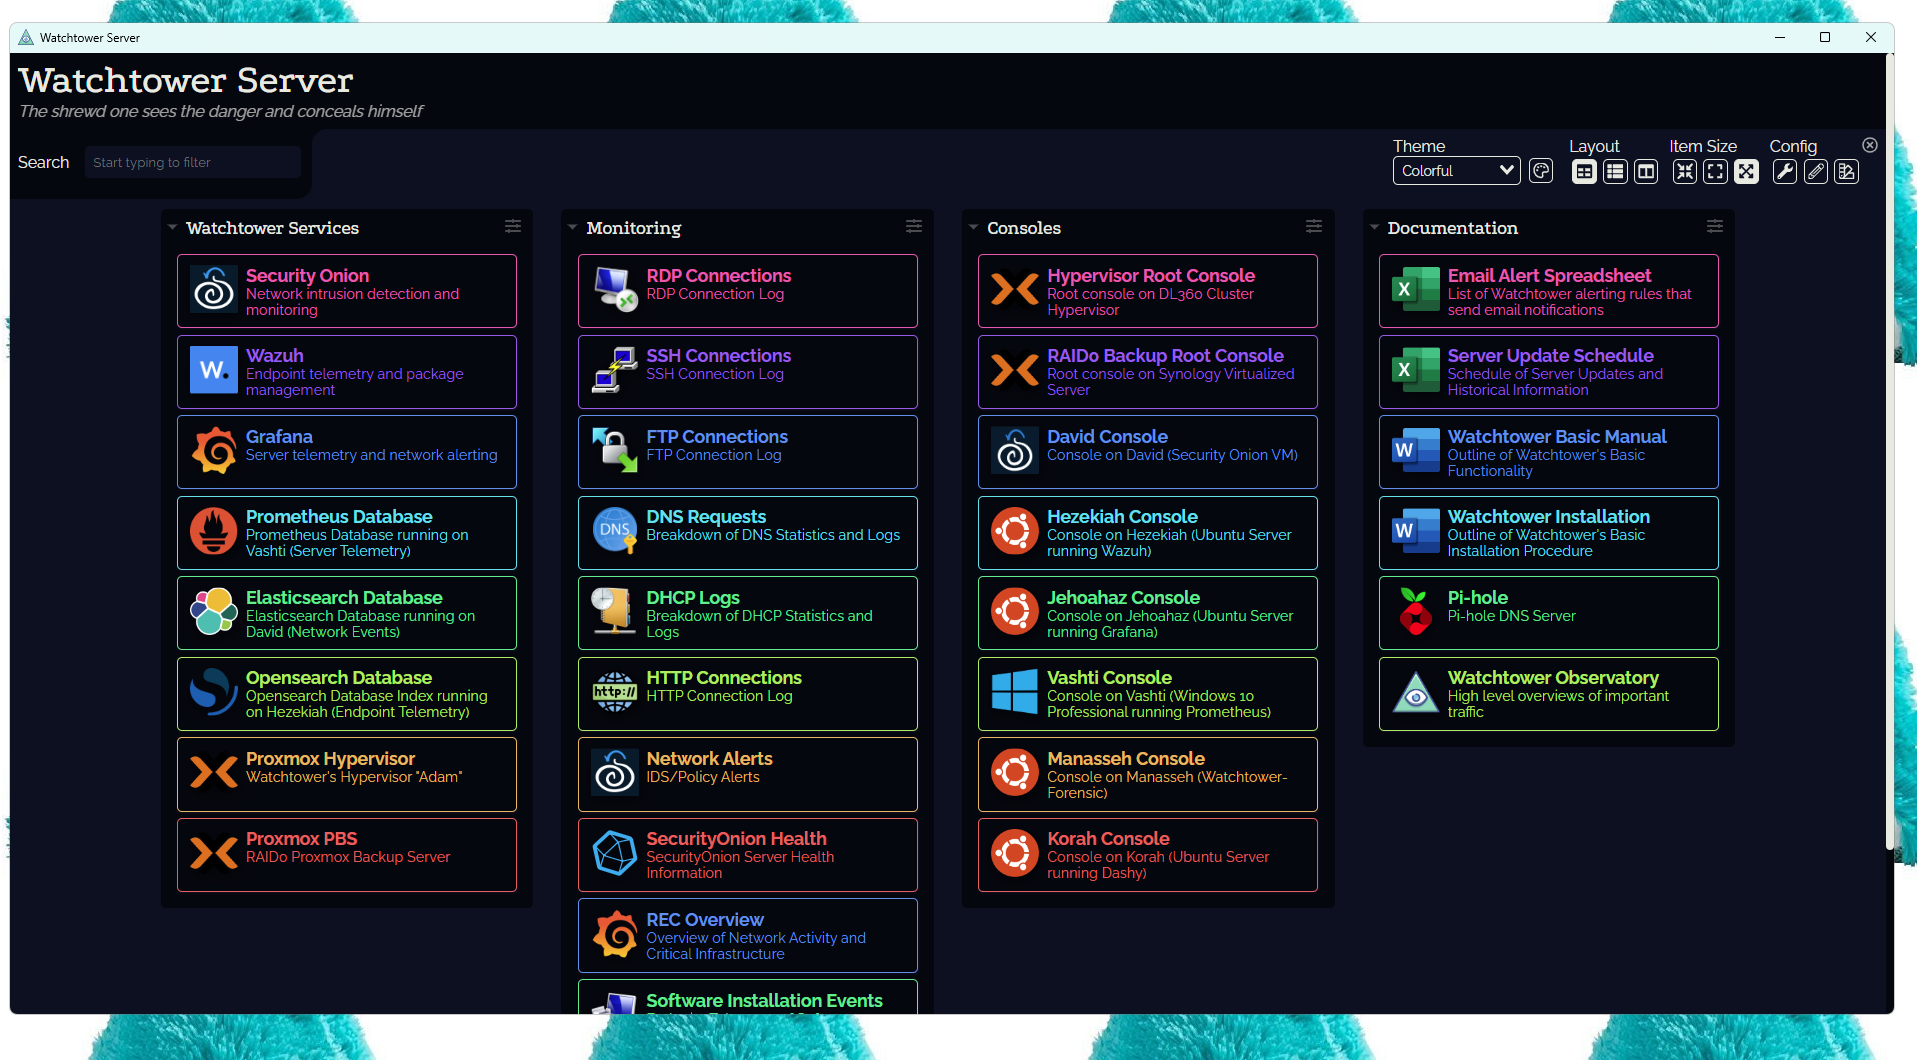 Watchtower Server
Watchtower Server
The shrewd one sees the danger and conceals himself
Search
Start typing to filter
Theme
Colorful
Layout
Item Size
Config
Watchtower Services
Security Onion
Network intrusion detection and
monitoring
W.
Wazuh
Endpoint telemetry and package
management
Grafana
Server telemetry and network alerting
Prometheus Database
Prometheus Database running on
Vashti (Server Telemetry)
Elasticsearch Database
Elasticsearch Database running on
David (Network Events)
Opensearch Database
Opensearch Database Index running
on Hezekiah (Endpoint Telemetry)
Proxmox Hypervisor
Watchtower's Hypervisor "Adam"
Proxmox PBS
RAID0 Proxmox Backup Server
Monitoring
RDP Connections
RDP Connection Log
SSH Connections
SSH Connection Log
FTP Connections
FTP Connection Log
DNS
DNS Requests
Breakdown of DNS Statistics and Logs
DHCP Logs
Breakdown of DHCP Statistics and
Logs
http://
HTTP Connections
HTTP Connection Log
Network Alerts
IDS/Policy Alerts
SecurityOnion Health
SecurityOnion Server Health
Information
REC Overview
Overview of Network Activity and
Critical Infrastructure
Software Installation Events
Consoles
Hypervisor Root Console
Root console on DL360 Cluster
Hypervisor
RAID0 Backup Root Console
Root console on Synology Virtualized
Server
David Console
Console on David (Security Onion VM)
Hezekiah Console
Console on Hezekiah (Ubuntu Server
running Wazuh)
Jehoahaz Console
Console on Jehoahaz (Ubuntu Server
running Grafana)
Vashti Console
Console on Vashti (Windows 10
Professional running Prometheus)
Manasseh Console
Console on Manasseh (Watchtower-
Forensic)
Korah Console
Console on Korah (Ubuntu Server
running Dashy)
Documentation
X
Email Alert Spreadsheet
List of Watchtower alerting rules that
send email notifications
X
Server Update Schedule
Schedule of Server Updates and
Historical Information
W
Watchtower Basic Manual
Outline of Watchtower's Basic
Functionality
W
Watchtower Installation
Outline of Watchtower's Basic
Installation Procedure
Pi-hole
Pi-hole DNS Server
Watchtower Observatory
High level overviews of important
traffic